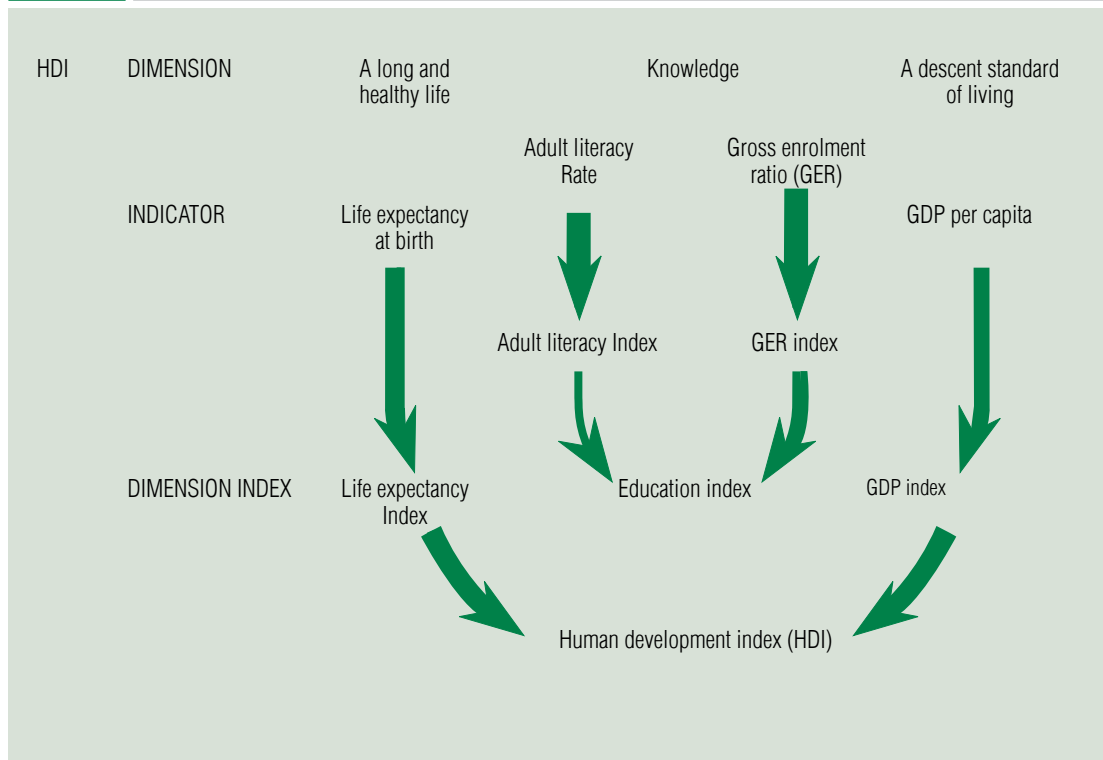 HDI DIMENSION A long and Knowledge A descent standard
healthy life of living
Adult literacy Gross enrolment
Rate ratio (GER)
INDICATOR Life expectancy GDP per capita
at birth
Adult literacy Index GER index
DIMENSION INDEX Life expectancy Education index GDP index
Index
Human development index (HDI)